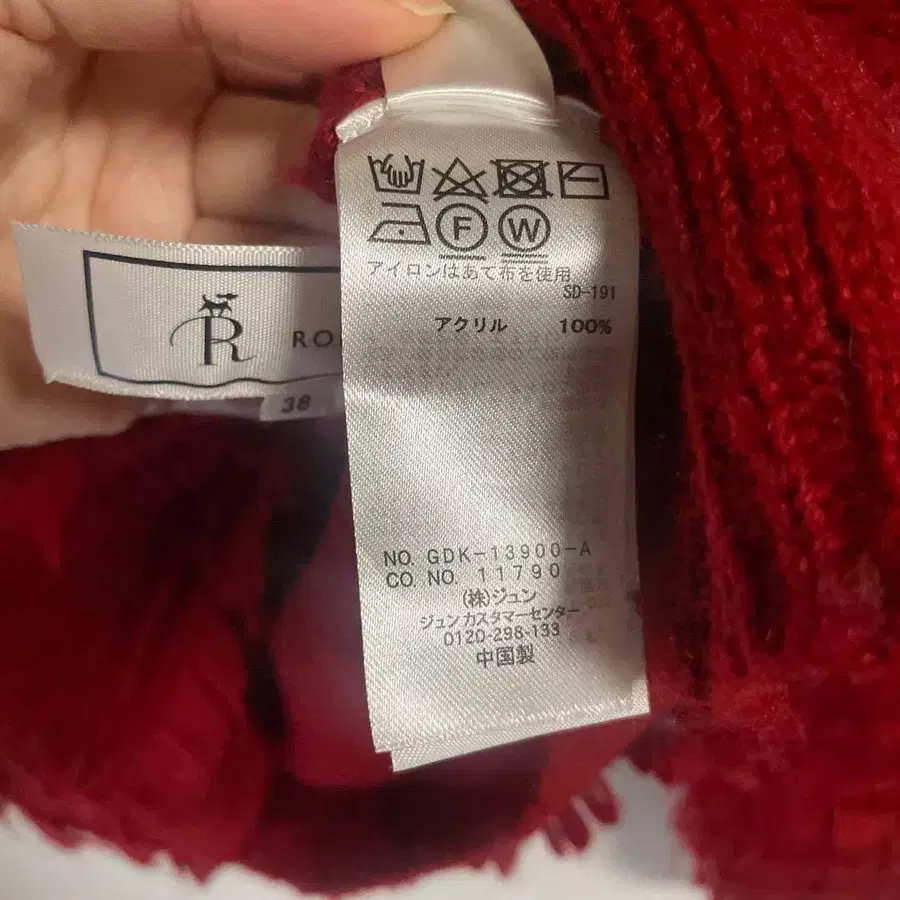 F W
アイロンはあて布を使用
SD-191
アクリル 100%
R RO
38
NO. GDK-13900-A
CO. NO. 11790
(株)ジュン
ジュンカスタマーセンター
0120-298-133
中国製